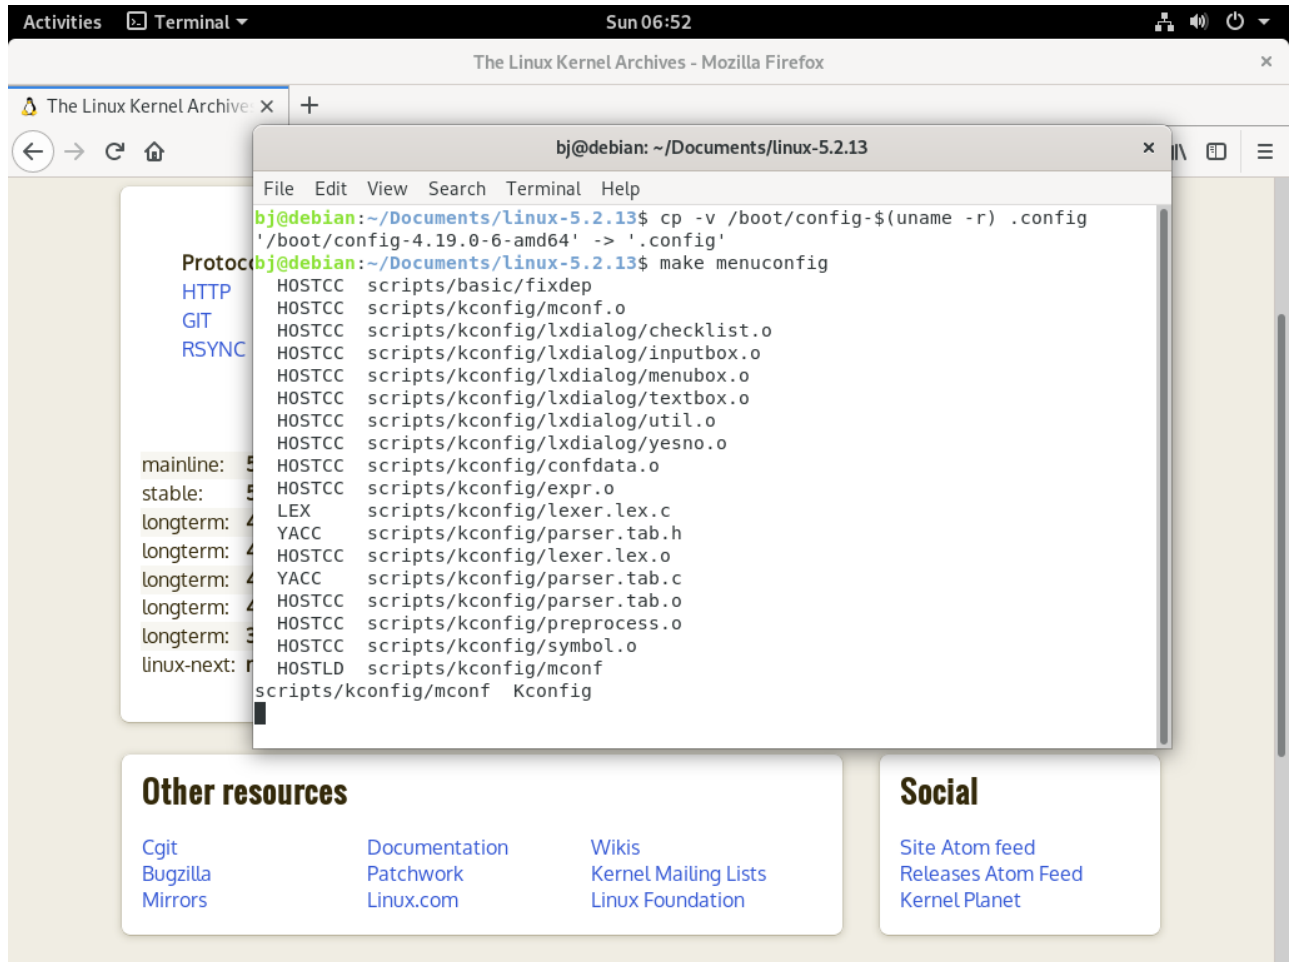 Activities Terminal Sun 06:52
The Linux Kernel Archives - Mozilla Firefox
The Linux Kernel Archive
bj@debian: ~/Documents/linux-5.2.13
File Edit View Search Terminal Help
bj@debian:~/Documents/linux-5.2.13$ cp -v /boot/config-$(uname -r) .config
'/boot/config-4.19.0-6-amd64' -> '.config'
bj@debian:~/Documents/linux-5.2.13$ make menuconfig
HOSTCC scripts/basic/fixdep
HOSTCC scripts/kconfig/mconf.o
HOSTCC scripts/kconfig/lxdialog/checklist.o
HOSTCC scripts/kconfig/lxdialog/inputbox.o
HOSTCC scripts/kconfig/lxdialog/menubox.o
HOSTCC scripts/kconfig/lxdialog/textbox.o
HOSTCC scripts/kconfig/lxdialog/util.o
HOSTCC scripts/kconfig/lxdialog/yesno.o
HOSTCC scripts/kconfig/confdata.o
HOSTCC scripts/kconfig/expr.o
LEX scripts/kconfig/lexer.lex.c
YACC scripts/kconfig/parser.tab.h
HOSTCC scripts/kconfig/lexer.lex.o
YACC scripts/kconfig/parser.tab.c
HOSTCC scripts/kconfig/parser.tab.o
HOSTCC scripts/kconfig/preprocess.o
HOSTCC scripts/kconfig/symbol.o
HOSTLD scripts/kconfig/mconf
scripts/kconfig/mconf Kconfig
Protoc
HTTP
GIT
RSYNC
mainline: 5
stable: 5
longterm: 4
longterm: 4
longterm: 4
longterm: 4
longterm: 3
linux-next:
Other resources
Cgit Documentation Wikis
Bugzilla Patchwork Kernel Mailing Lists
Mirrors Linux.com Linux Foundation
Social
Site Atom feed
Releases Atom Feed
Kernel Planet